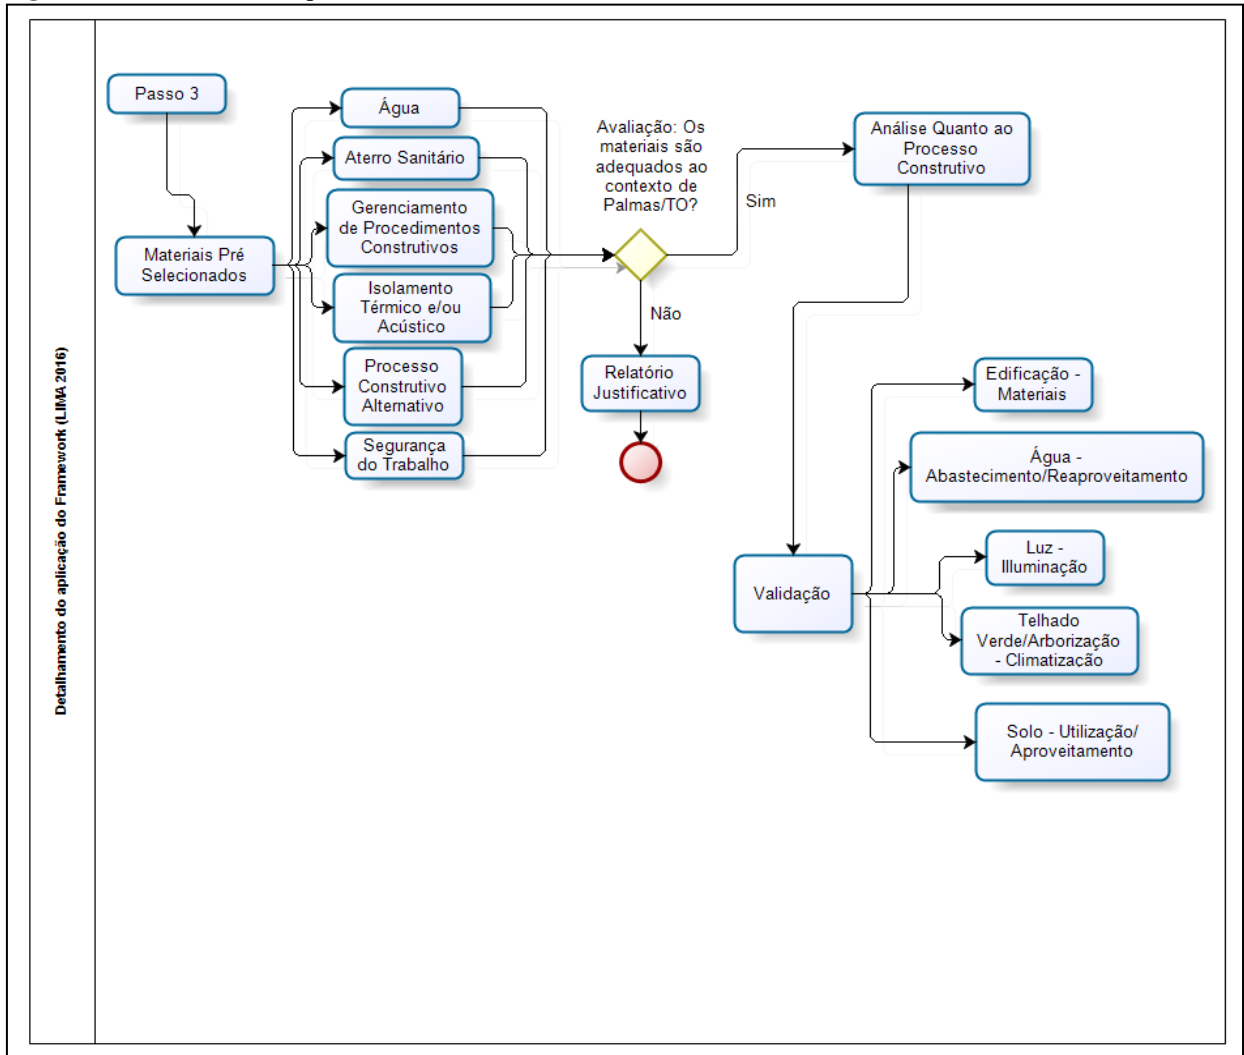 Detalhamento do aplicação do Framework (LIMA 2016)
Passo 3
Materiais Pré
Selecionados
Água
Aterro Sanitário
Gerenciamento
de Procedimentos
Construtivos
Isolamento
Térmico e/ou
Acústico
Processo
Construtivo
Alternativo
Segurança
do Trabalho
Avaliação: Os
materiais são
adequados ao
contexto de
Palmas/TO?
Sim
Não
Relatório
Justificativo
Análise Quanto ao
Processo
Construtivo
Validação
Edificação -
Materiais
Água -
Abastecimento/Reaproveitamento
Luz -
Illuminação
Telhado
Verde/Arborização
- Climatização
Solo - Utilização/
Aproveitamento